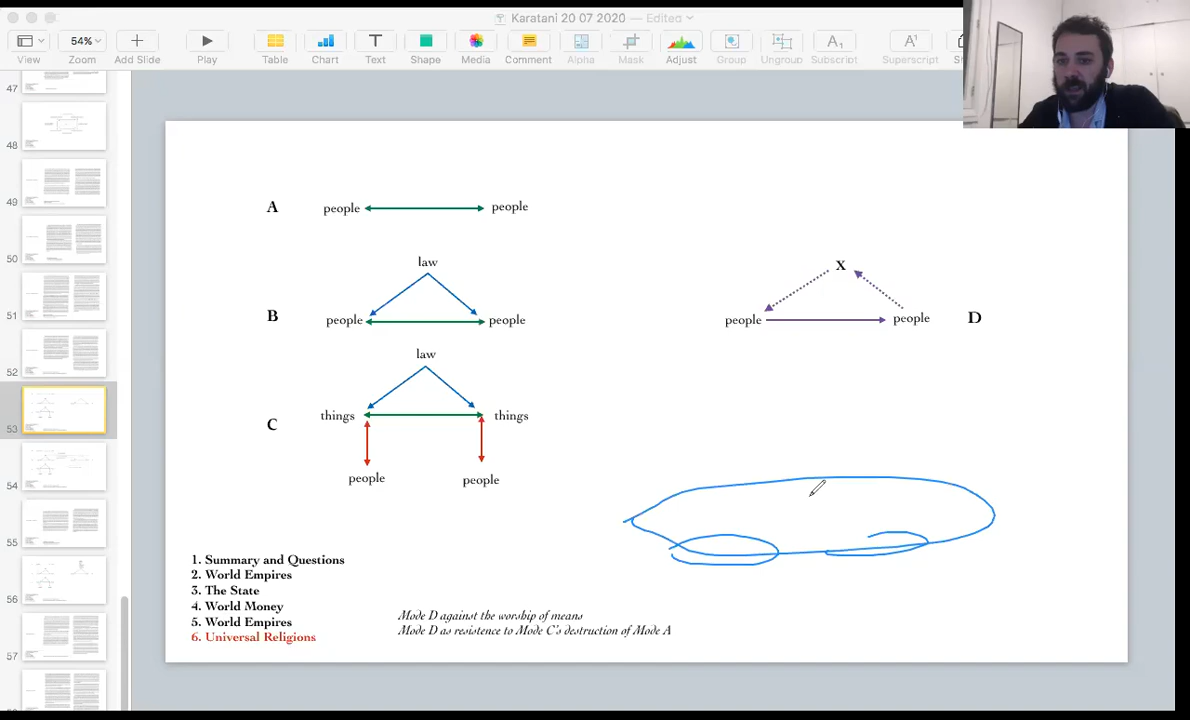 Karatani 20 07 2020 — Edited
54%
View Zoom Add Slide Play Table Chart Text Shape Media Comment Alpha Mask Adjust Group Ungroup Subscript Superscript
47
48
49
50
51
52
53
54
55
56
57
A people people
law
B people people
law
C things things
people people
X
people people D
1. Summary and Questions
2. World Empires
3. The State
4. World Money
5. World Empires
6. Universal Religions
Mode D against the worship of means
Mode D as resistence to Mode C's destruction of Mode A